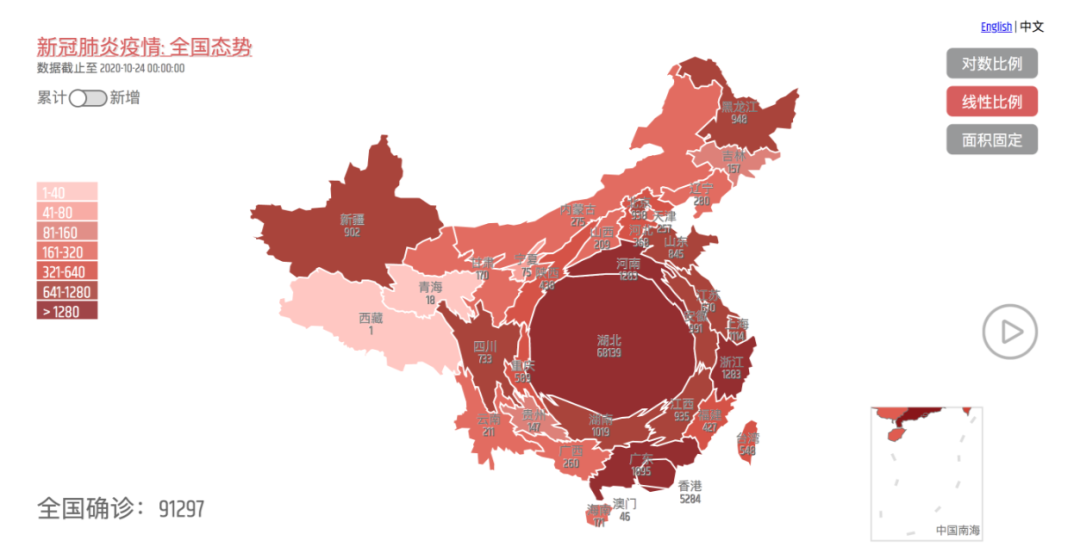 English | 中文
新冠肺炎疫情: 全国态势
数据截止至 2020-10-24 00:00:00
累计 新增
对数比例
线性比例
面积固定
1-40
41-80
81-160
161-320
321-640
641-1280
> 1280
黑龙江
948
吉林
157
辽宁
280
内蒙古
275
北京
天津
257
新疆
902
山西
209
河北
山东
845
甘肃
170
宁夏
75
陕西
河南
1283
青海
18
西藏
1
江苏
安徽
991
上海
1114
湖北
68139
四川
733
重庆
浙江
1283
云南
211
贵州
147
湖南
1019
江西
935
福建
427
台湾
548
广西
260
广东
1895
香港
5284
澳门
46
海南
171
中国南海
全国确诊：91297